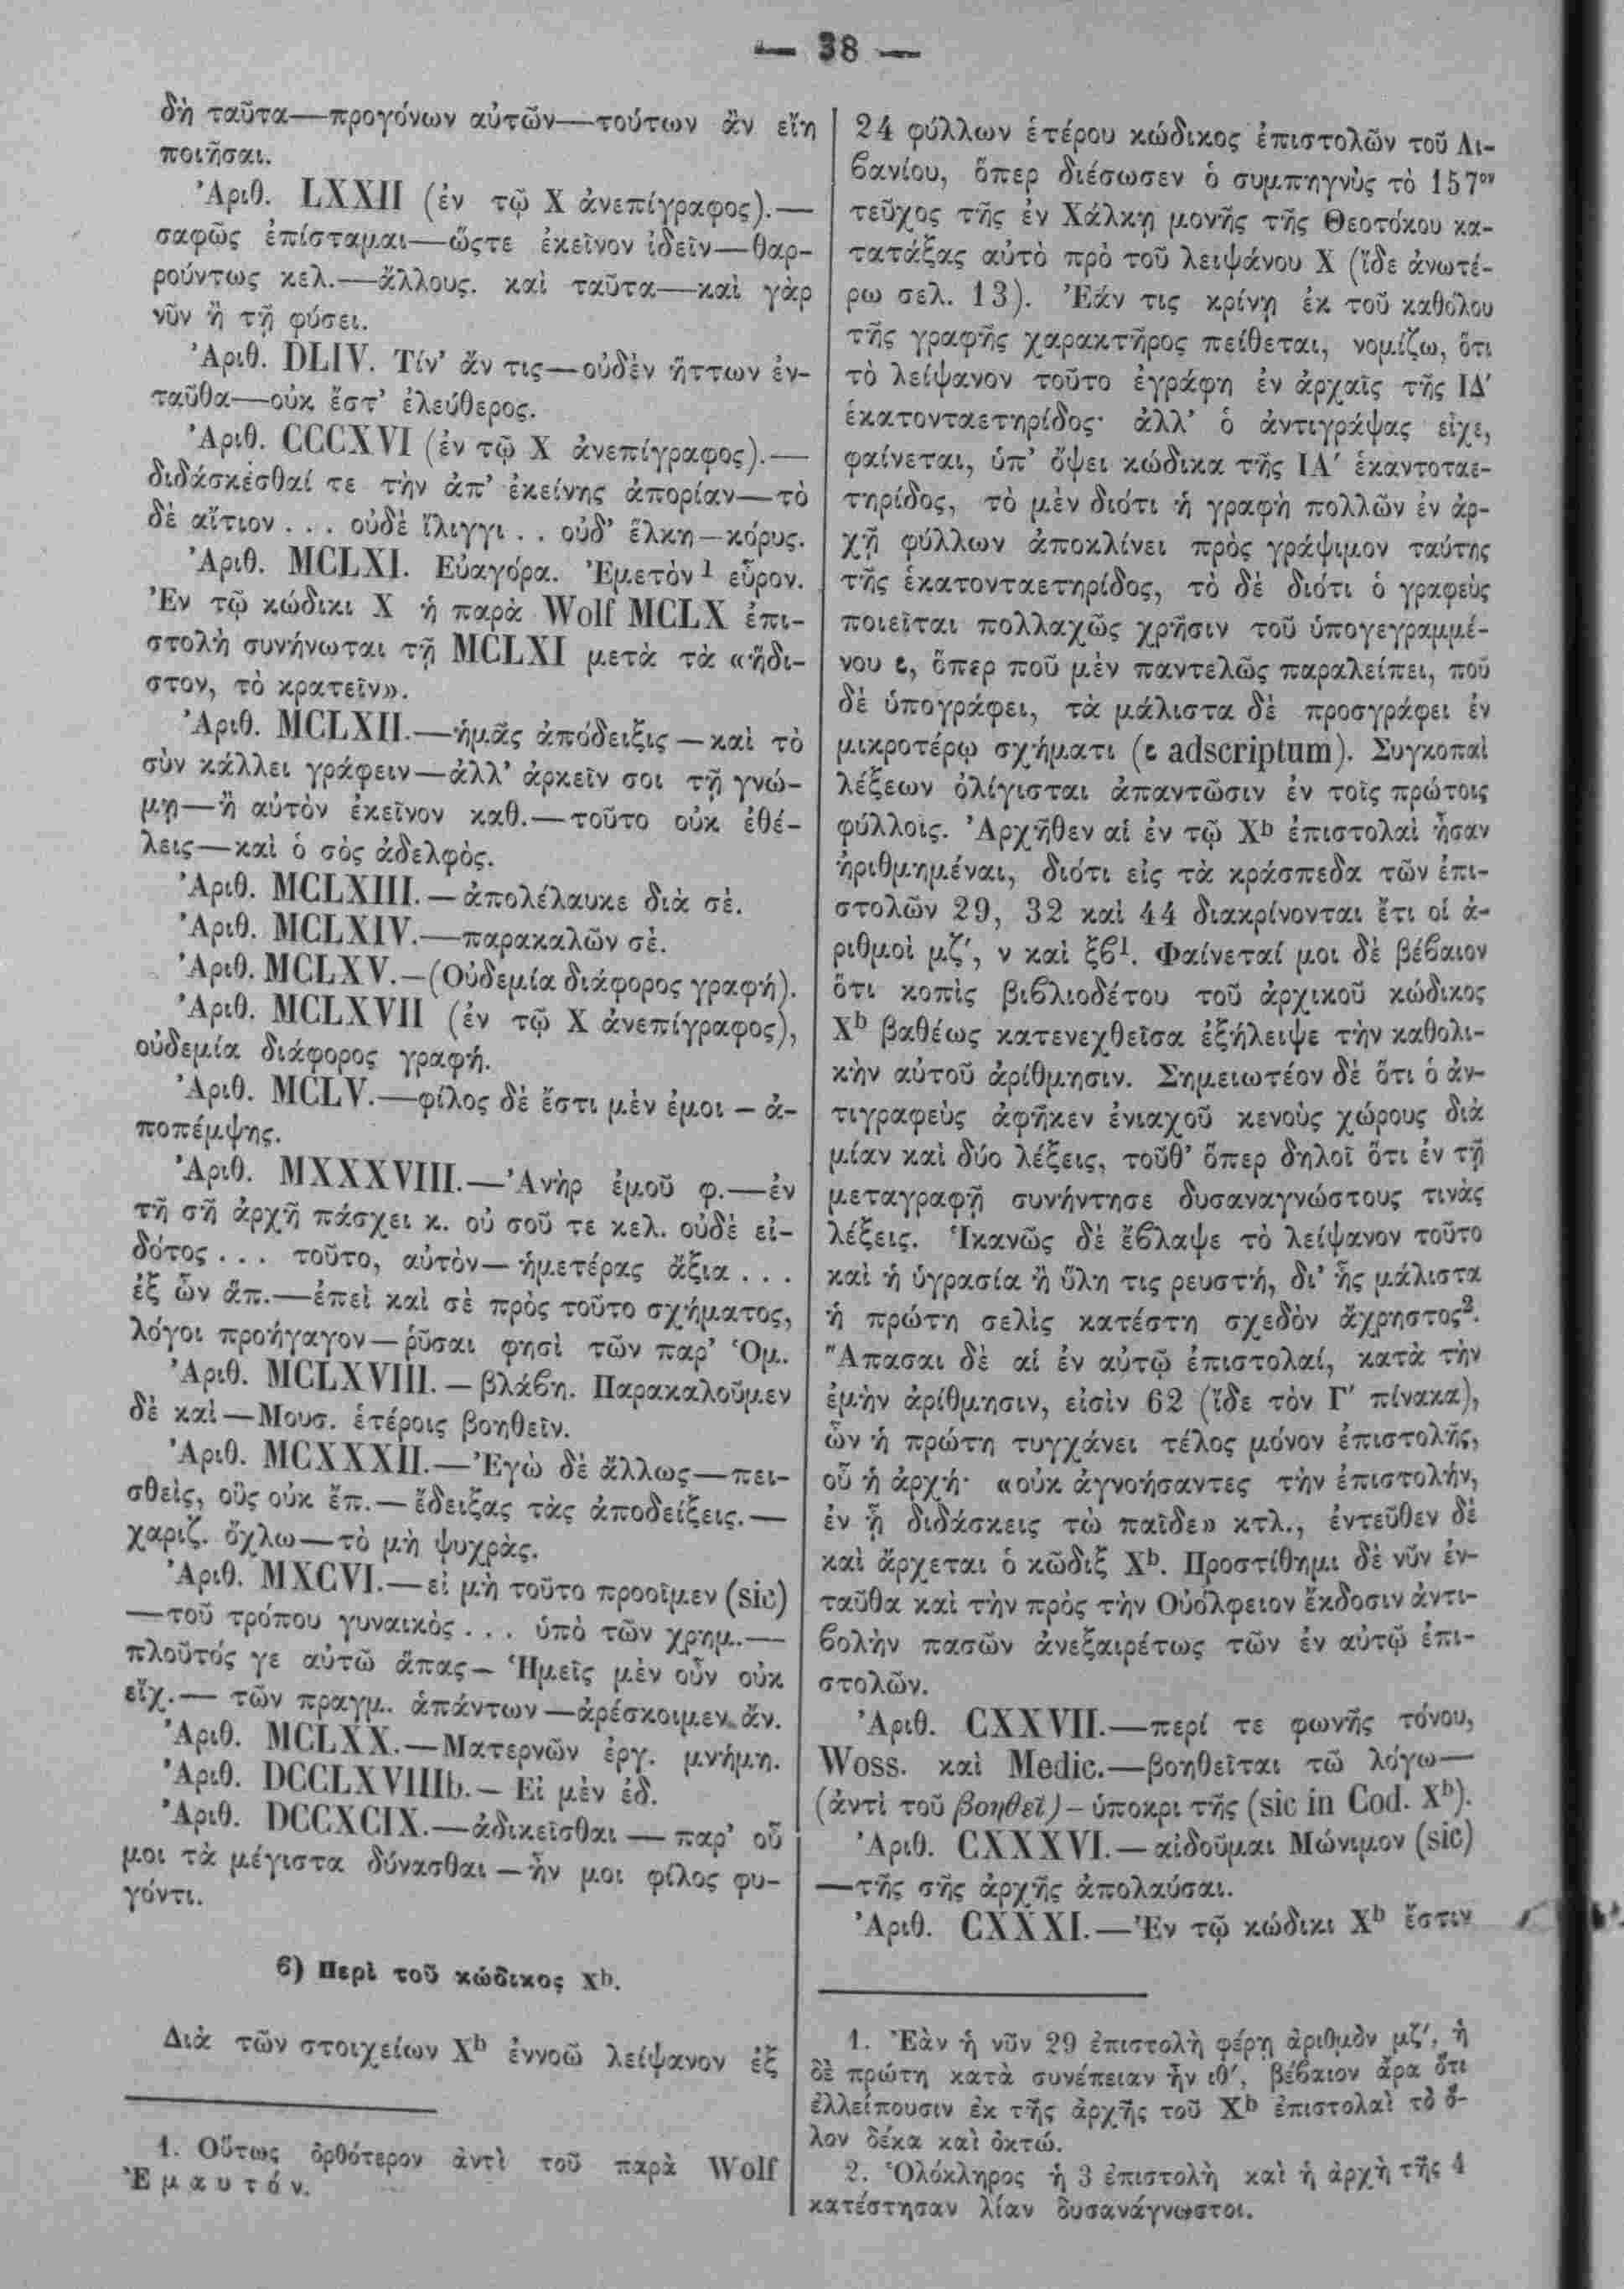 — 38 —
δὴ ταῦτα—προγόνων αὐτῶν—τούτων ἂν εἴη
ποιῆσαι.
Ἀριθ. LXXII (ἐν τῷ X ἀνεπίγραφος).—
σαφῶς ἐπίσταμαι—ὥςτε ἐκεῖνον ἰδεῖν—θαρ-
ρούντως κελ.—ἄλλους. καὶ ταῦτα—καὶ γὰρ
νῦν ἢ τῇ φύσει.
Ἀριθ. DLIV. Τίν’ ἄν τις—οὐδὲν ἥττων ἐν-
ταῦθα—οὐκ ἔστ’ ἐλεύθερος.
Ἀριθ. CCCXVI (ἐν τῷ X ἀνεπίγραφος).—
διδάσκεσθαί τε τὴν ἀπ’ ἐκείνης ἀπορίαν—τὸ
δὲ αἴτιον . . . οὐδὲ ἴλιγγι . . οὐδ’ ἕλκη—κόρυς.
Ἀριθ. MCLXI. Εὐαγόρα. Ἐμετὸν¹ εὗρον.
Ἐν τῷ κώδικι X ἡ παρὰ Wolf MCLX ἐπι-
στολὴ συνήνωται τῇ MCLXI μετὰ τὰ «ἥδι-
στον, τὸ κρατεῖν».
Ἀριθ. MCLXII.—ἡμᾶς ἀπόδειξις—καὶ τὸ
σὺν κάλλει γράφειν—ἀλλ’ ἀρκεῖν σοι τῇ γνώ-
μῃ—ἢ αὐτὸν ἐκεῖνον καθ.—τοῦτο οὐκ ἐθέ-
λεις—καὶ ὁ σὸς ἀδελφὸς.
Ἀριθ. MCLXIII.—ἀπολέλαυκε διὰ σὲ.
Ἀριθ. MCLXIV.—παρακαλῶν σὲ.
Ἀριθ. MCLXV.—(Οὐδεμία διάφορος γραφή).
Ἀριθ. MCLXVII (ἐν τῷ X ἀνεπίγραφος),
οὐδεμία διάφορος γραφή.
Ἀριθ. MCLV.—φίλος δὲ ἔστι μὲν ἐμοι—ἀ-
ποπέμψης.
Ἀριθ. MXXXVIII.—Ἀνὴρ ἐμοῦ φ.—ἐν
τῆ σῆ ἀρχῆ πάσχει κ. οὐ σοῦ τε κελ. οὐδὲ εἰ-
δότος . . . τοῦτο, αὐτὸν—ἡμετέρας ἄξια . . .
ἐξ ὧν ἅπ.—ἐπεὶ καὶ σὲ πρὸς τοῦτο σχήματος,
λόγοι προήγαγον—ῥῦσαι φησὶ τῶν παρ’ Ὁμ.
Ἀριθ. MCLXVIII.—βλάβη. Παρακαλοῦμεν
δὲ καὶ—Μουσ. ἑτέροις βοηθεῖν.
Ἀριθ. MCXXXII.—Ἐγὼ δὲ ἄλλως—πει-
σθεὶς, οὓς οὐκ ἔπ.—ἔδειξας τὰς ἀποδείξεις.—
χαριζ. ὄχλω—τὸ μὴ ψυχρὰς.
Ἀριθ. MXCVI.—εἰ μὴ τοῦτο προοῖμεν (sic)
—τοῦ τρόπου γυναικὸς . . . ὑπὸ τῶν χρημ.—
πλοῦτός γε αὐτῶ ἅπας—Ἡμεῖς μὲν οὖν οὐκ
εἴχ.— τῶν πραγμ. ἁπάντων—ἀρέσκοιμεν ἄν.
Ἀριθ. MCLXX.—Ματερνῶν ἐργ. μνήμη.
Ἀριθ. DCCLXVIIIb.—Εἰ μὲν ἐδ.
Ἀριθ. DCCXCIX.—ἀδικεῖσθαι—παρ’ οὗ
μοι τὰ μέγιστα δύνασθαι—ἦν μοι φίλος φυ-
γόντι.
β) Περὶ τοῦ κώδικος Xᵇ.
Διὰ τῶν στοιχείων Xᵇ ἐννοῶ λείψανον ἐξ
1. Οὕτως ὀρθότερον ἀντὶ τοῦ παρὰ Wolf
Ἐμαυτόν.
24 φύλλων ἑτέρου κώδικος ἐπιστολῶν τοῦ Λι-
βανίου, ὅπερ διέσωσεν ὁ συμπηγνὺς τὸ 157ον
τεῦχος τῆς ἐν Χάλκῃ μονῆς τῆς Θεοτόκου κα-
τατάξας αὐτὸ πρὸ τοῦ λειψάνου X (ἴδε ἀνωτέ-
ρω σελ. 13). Ἐάν τις κρίνῃ ἐκ τοῦ καθόλου
τῆς γραφῆς χαρακτῆρος πείθεται, νομίζω, ὅτι
τὸ λείψανον τοῦτο ἐγράφη ἐν ἀρχαῖς τῆς ΙΔ΄
ἑκατονταετηρίδος· ἀλλ’ ὁ ἀντιγράψας εἶχε,
φαίνεται, ὑπ’ ὄψει κώδικα τῆς ΙΑ΄ ἑκαντοταε-
τηρίδος, τὸ μὲν διότι ἡ γραφὴ πολλῶν ἐν ἀρ-
χῇ φύλλων ἀποκλίνει πρὸς γράψιμον ταύτης
τῆς ἑκατονταετηρίδος, τὸ δὲ διότι ὁ γραφεὺς
ποιεῖται πολλαχῶς χρῆσιν τοῦ ὑπογεγραμμέ-
νου ι, ὅπερ ποῦ μὲν παντελῶς παραλείπει, ποῦ
δὲ ὑπογράφει, τὰ μάλιστα δὲ προσγράφει ἐν
μικροτέρῳ σχήματι (ι adscriptum). Συγκοπαὶ
λέξεων ὀλίγισται ἀπαντῶσιν ἐν τοῖς πρώτοις
φύλλοις. Ἀρχῆθεν αἱ ἐν τῷ Xᵇ ἐπιστολαὶ ἦσαν
ἠριθμημέναι, διότι εἰς τὰ κράσπεδα τῶν ἐπι-
στολῶν 29, 32 καὶ 44 διακρίνονται ἔτι οἱ ἀ-
ριθμοὶ μζ΄, ν καὶ ξβ¹. Φαίνεταί μοι δὲ βέβαιον
ὅτι κοπὶς βιβλιοδέτου τοῦ ἀρχικοῦ κώδικος
Xᵇ βαθέως κατενεχθεῖσα ἐξήλειψε τὴν καθολι-
κὴν αὐτοῦ ἀρίθμησιν. Σημειωτέον δὲ ὅτι ὁ ἀν-
τιγραφεὺς ἀφῆκεν ἐνιαχοῦ κενοὺς χώρους διὰ
μίαν καὶ δύο λέξεις, τοῦθ’ ὅπερ δηλοῖ ὅτι ἐν τῇ
μεταγραφῇ συνήντησε δυσαναγνώστους τινὰς
λέξεις. Ἱκανῶς δὲ ἔβλαψε τὸ λείψανον τοῦτο
καὶ ἡ ὑγρασία ἢ ὕλη τις ρευστή, δι’ ἧς μάλιστα
ἡ πρώτη σελὶς κατέστη σχεδὸν ἄχρηστος².
Ἅπασαι δὲ αἱ ἐν αὐτῷ ἐπιστολαί, κατὰ τὴν
ἐμὴν ἀρίθμησιν, εἰσὶν 62 (ἴδε τὸν Γ΄ πίνακα),
ὧν ἡ πρώτη τυγχάνει τέλος μόνον ἐπιστολῆς,
οὗ ἡ ἀρχή· «οὐκ ἀγνοήσαντες τὴν ἐπιστολήν,
ἐν ᾗ διδάσκεις τὼ παῖδε» κτλ., ἐντεῦθεν δὲ
καὶ ἄρχεται ὁ κῶδιξ Xᵇ. Προστίθημι δὲ νῦν ἐν-
ταῦθα καὶ τὴν πρὸς τὴν Οὐόλφειον ἔκδοσιν ἀντι-
βολὴν πασῶν ἀνεξαιρέτως τῶν ἐν αὐτῷ ἐπι-
στολῶν.
Ἀριθ. CXXVII.—περί τε φωνῆς τόνου,
Woss. καὶ Medic.—βοηθεῖται τῶ λόγω—
(ἀντὶ τοῦ βοηθεῖ)—ὑποκρι τῆς (sic in Cod. Xᵇ).
Ἀριθ. CXXXVI.—αἰδοῦμαι Μώνιμον (sic)
—τῆς σῆς ἀρχῆς ἀπολαύσαι.
Ἀριθ. CXXXI.—Ἐν τῷ κώδικι Xᵇ ἔστιν
1. Ἐὰν ἡ νῦν 29 ἐπιστολὴ φέρῃ ἀριθμὸν μζ΄, ἡ
δὲ πρώτη κατὰ συνέπειαν ἦν ιθ΄, βέβαιον ἄρα ὅτι
ἐλλείπουσιν ἐκ τῆς ἀρχῆς τοῦ Xᵇ ἐπιστολαὶ τὸ ὅ-
λον δέκα καὶ ὀκτώ.
2. Ὁλόκληρος ἡ 3 ἐπιστολὴ καὶ ἡ ἀρχὴ τῆς 4
κατέστησαν λίαν δυσανάγνωστοι.